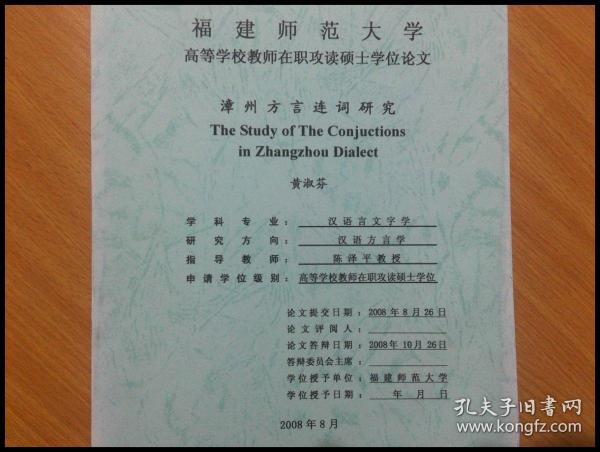 福建师范大学
高等学校教师在职攻读硕士学位论文
漳州方言连词研究
The Study of The Conjuctions
in Zhangzhou Dialect
黄淑芬
学科专业：汉语言文字学
研究方向：汉语方言学
指导教师：陈泽平教授
申请学位级别：高等学校教师在职攻读硕士学位
论文提交日期：2008年8月26日
论文评阅人：
论文答辩日期：2008年10月26日
答辩委员会主席：
学位授予单位：福建师范大学
学位授予日期： 年 月 日
2008年8月
孔夫子旧书网
www.kongfz.com